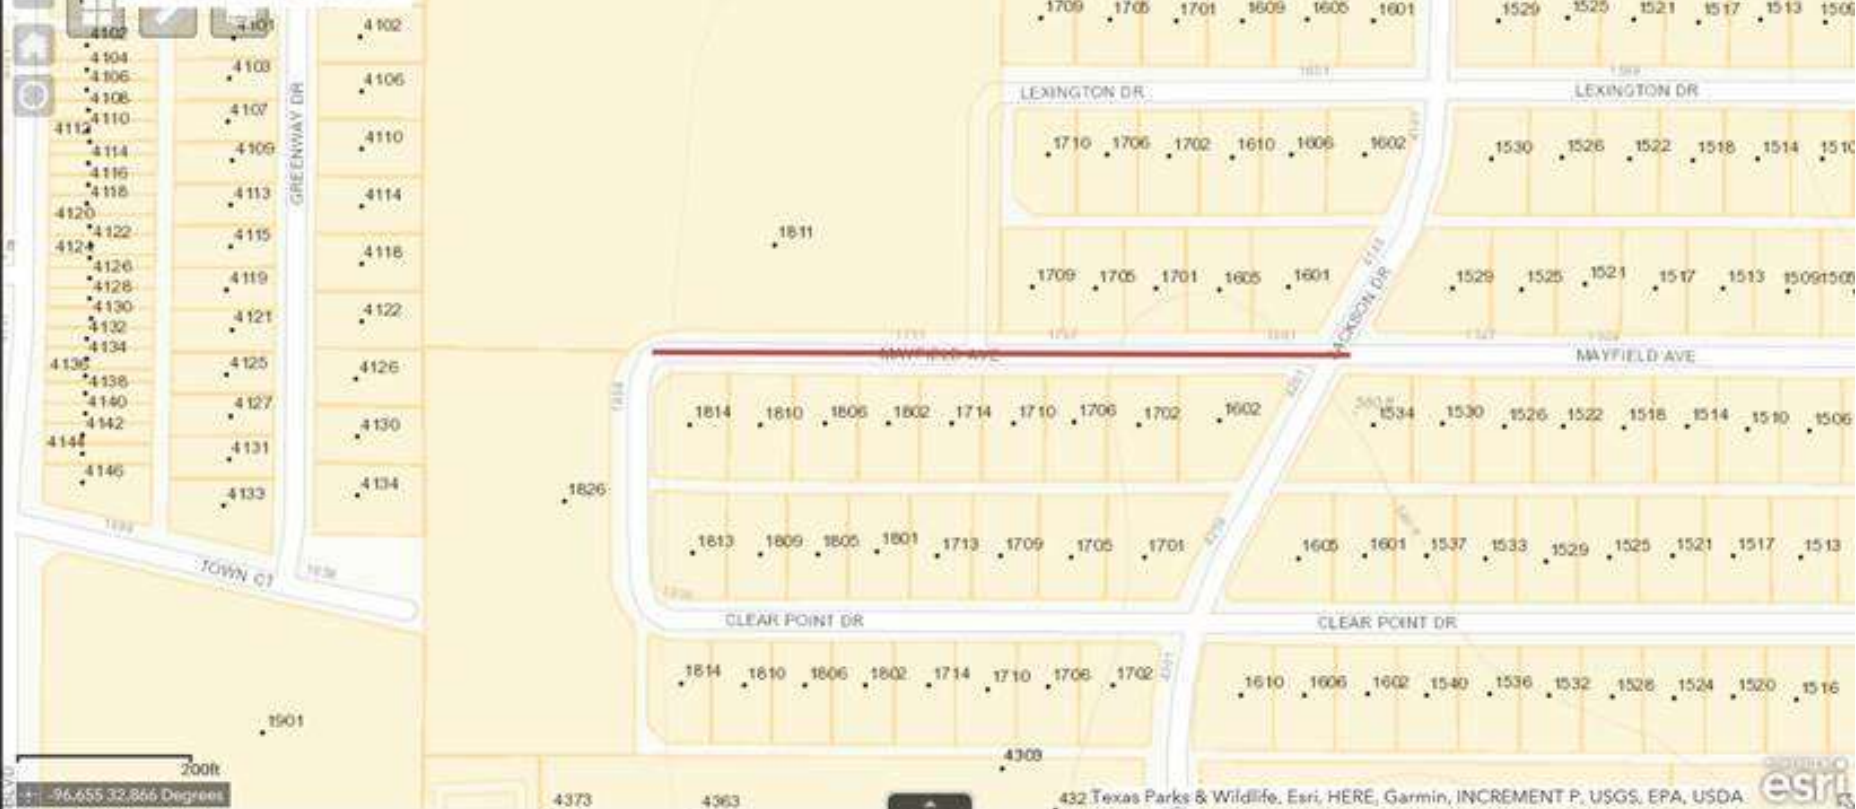 1709 1705 1701 1609 1605 1601 1529 1525 1521 1517 1513
4102 4101 4102
4104 4103
4106 4106
4108
4110 4107
4112 4110
4114 4109
4116
4118 4113 4114
4120
4122 4115
4124 4118
4126 4119
4128
4130 4121 4122
4132
4134
4136 4125 4126
4138
4140 4127
4142 4130
4144 4131
4146 4133 4134
GREENWAY DR
LEXINGTON DR LEXINGTON DR
1710 1706 1702 1610 1606 1602 1530 1526 1522 1518 1514 1510
1811
1709 1705 1701 1605 1601 1529 1525 1521 1517 1513 1509
JACKSON DR
MAYFIELD AVE MAYFIELD AVE
1814 1810 1806 1802 1714 1710 1706 1702 1602 1534 1530 1526 1522 1518 1514 1510 1506
1826
1813 1809 1805 1801 1713 1709 1705 1701 1605 1601 1537 1533 1529 1525 1521 1517 1513
TOWN CT
CLEAR POINT DR CLEAR POINT DR
1814 1810 1806 1802 1714 1710 1706 1702 1610 1606 1602 1540 1536 1532 1528 1524 1520 1516
1901
4309
200ft
-96.655 32.866 Degrees
4373 4363 432
Texas Parks & Wildlife, Esri, HERE, Garmin, INCREMENT P, USGS, EPA, USDA
esri